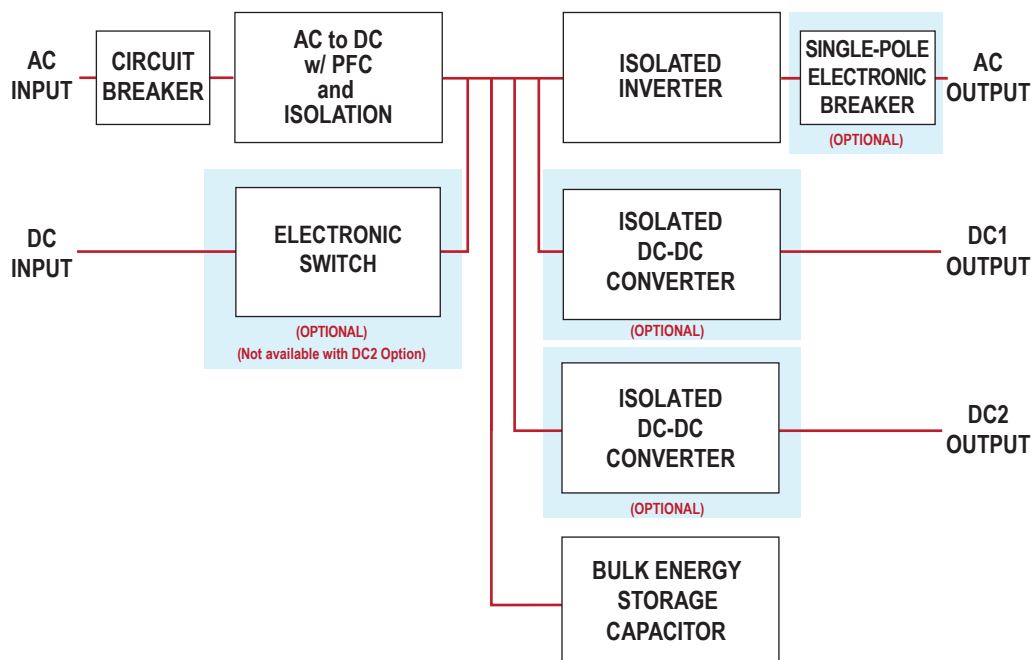 AC
INPUT
CIRCUIT
BREAKER
AC to DC
w/ PFC
and
ISOLATION
ISOLATED
INVERTER
SINGLE-POLE
ELECTRONIC
BREAKER
(OPTIONAL)
AC
OUTPUT
DC
INPUT
ELECTRONIC
SWITCH
(OPTIONAL)
(Not available with DC2 Option)
ISOLATED
DC-DC
CONVERTER
(OPTIONAL)
DC1
OUTPUT
ISOLATED
DC-DC
CONVERTER
(OPTIONAL)
DC2
OUTPUT
BULK ENERGY
STORAGE
CAPACITOR